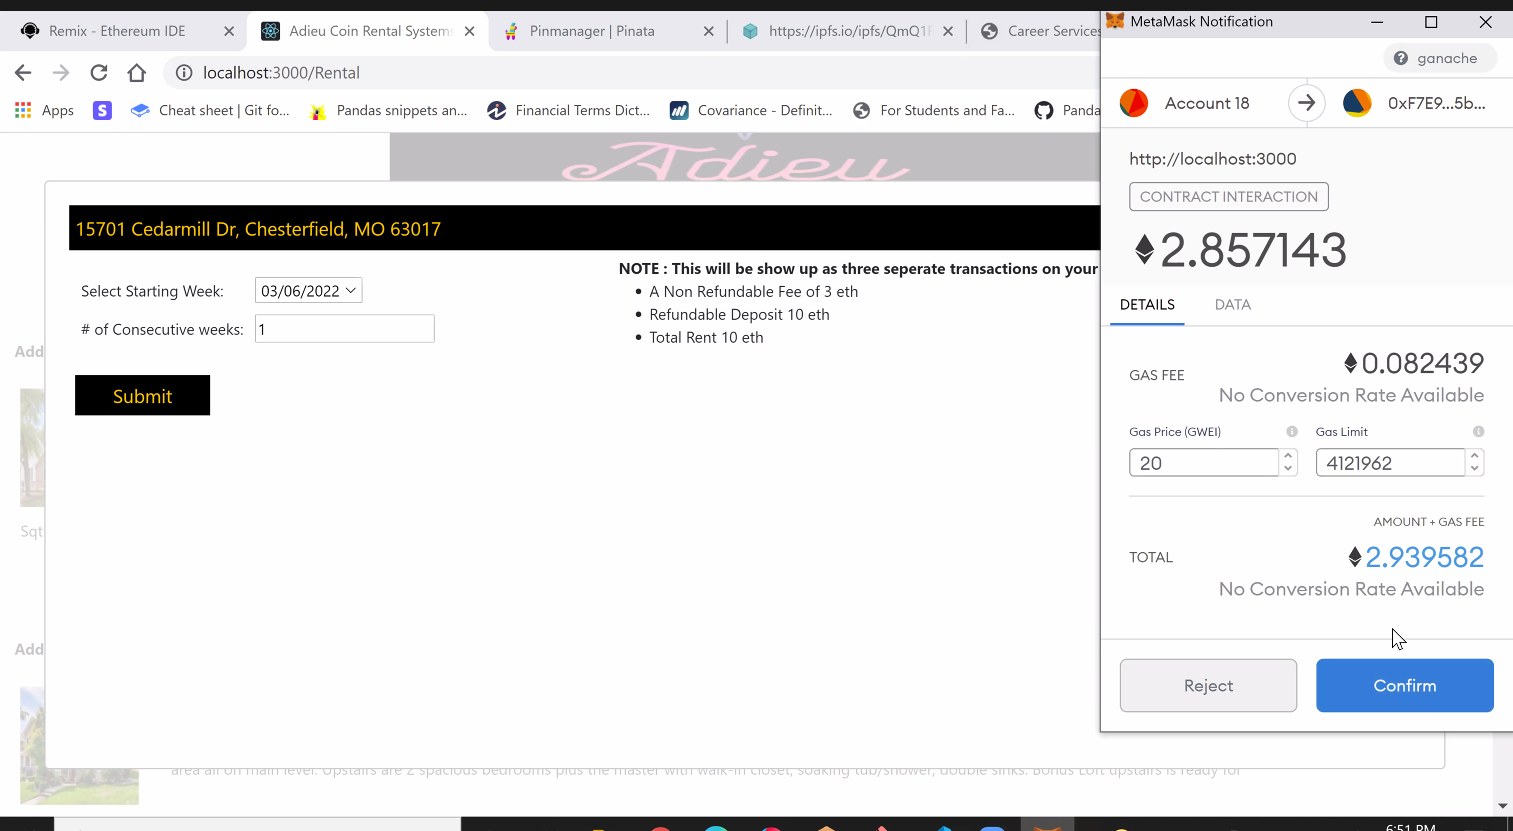 Remix - Ethereum IDE
Adieu Coin Rental Systems
Pinmanager | Pinata
https://ipfs.io/ipfs/QmQ1F
Career Services
MetaMask Notification
localhost:3000/Rental
ganache
Apps
Cheat sheet | Git fo...
Pandas snippets an...
Financial Terms Dict...
Covariance - Definit...
For Students and Fa...
Panda
Account 18
0xF7E9...5b...
Adieu
http://localhost:3000
CONTRACT INTERACTION
2.857143
15701 Cedarmill Dr, Chesterfield, MO 63017
NOTE : This will be show up as three seperate transactions on your
Select Starting Week:
03/06/2022
A Non Refundable Fee of 3 eth
Refundable Deposit 10 eth
# of Consecutive weeks:
1
Total Rent 10 eth
Submit
DETAILS
DATA
GAS FEE
0.082439
No Conversion Rate Available
Gas Price (GWEI)
Gas Limit
20
4121962
AMOUNT + GAS FEE
TOTAL
2.939582
No Conversion Rate Available
Reject
Confirm
Add
Sqt
Add
area all on main level. Upstairs are 2 spacious bedrooms plus the master with walk-in closet, soaking tub/shower, double sinks. Bonus Loft upstairs is ready for
6:51 PM